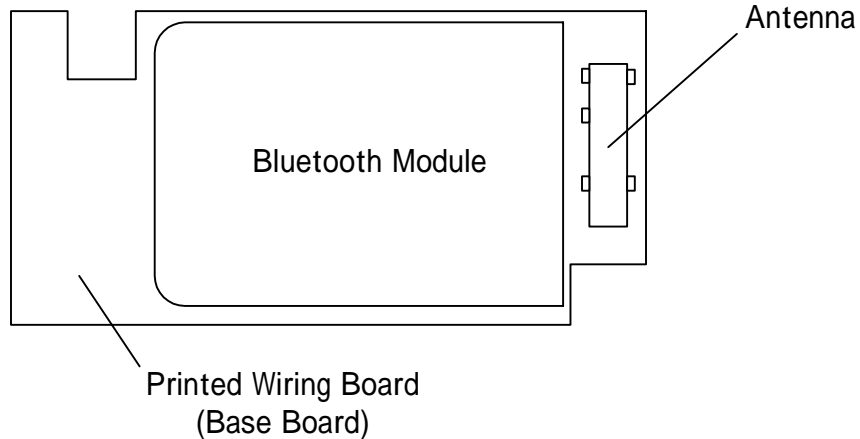 Antenna
Bluetooth Module
Printed Wiring Board
(Base Board)